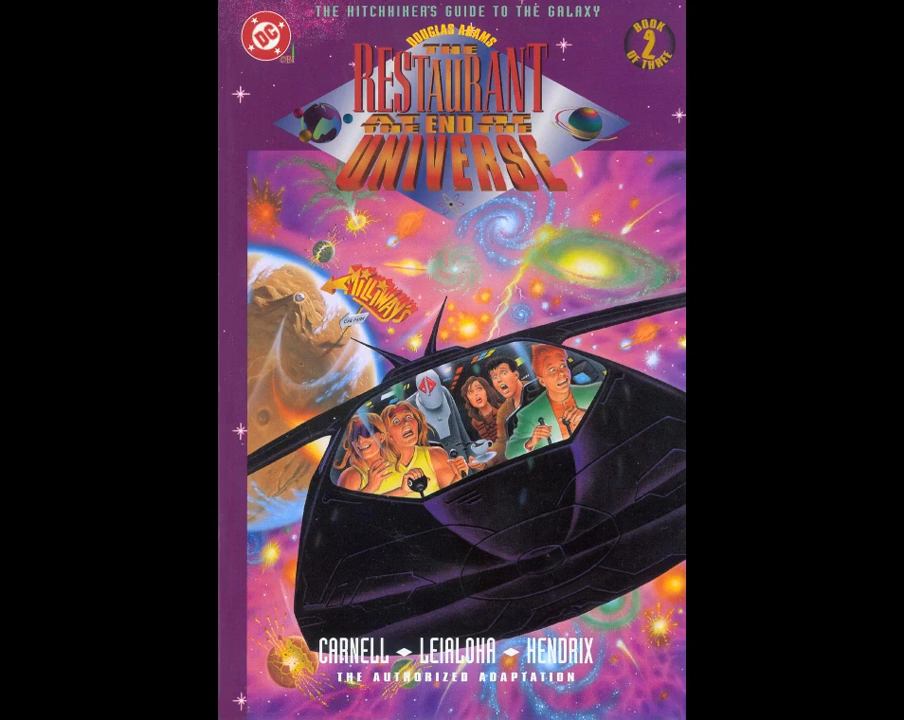 THE HITCHHIKER'S GUIDE TO THE GALAXY
DC
DOUGLAS ADAMS
THE
RESTAURANT
AT THE END OF THE
UNIVERSE
BOOK
2
OF THREE
MILLIWAYS
CARNELL ◆ LEIALOHA ◆ HENDRIX
THE AUTHORIZED ADAPTATION